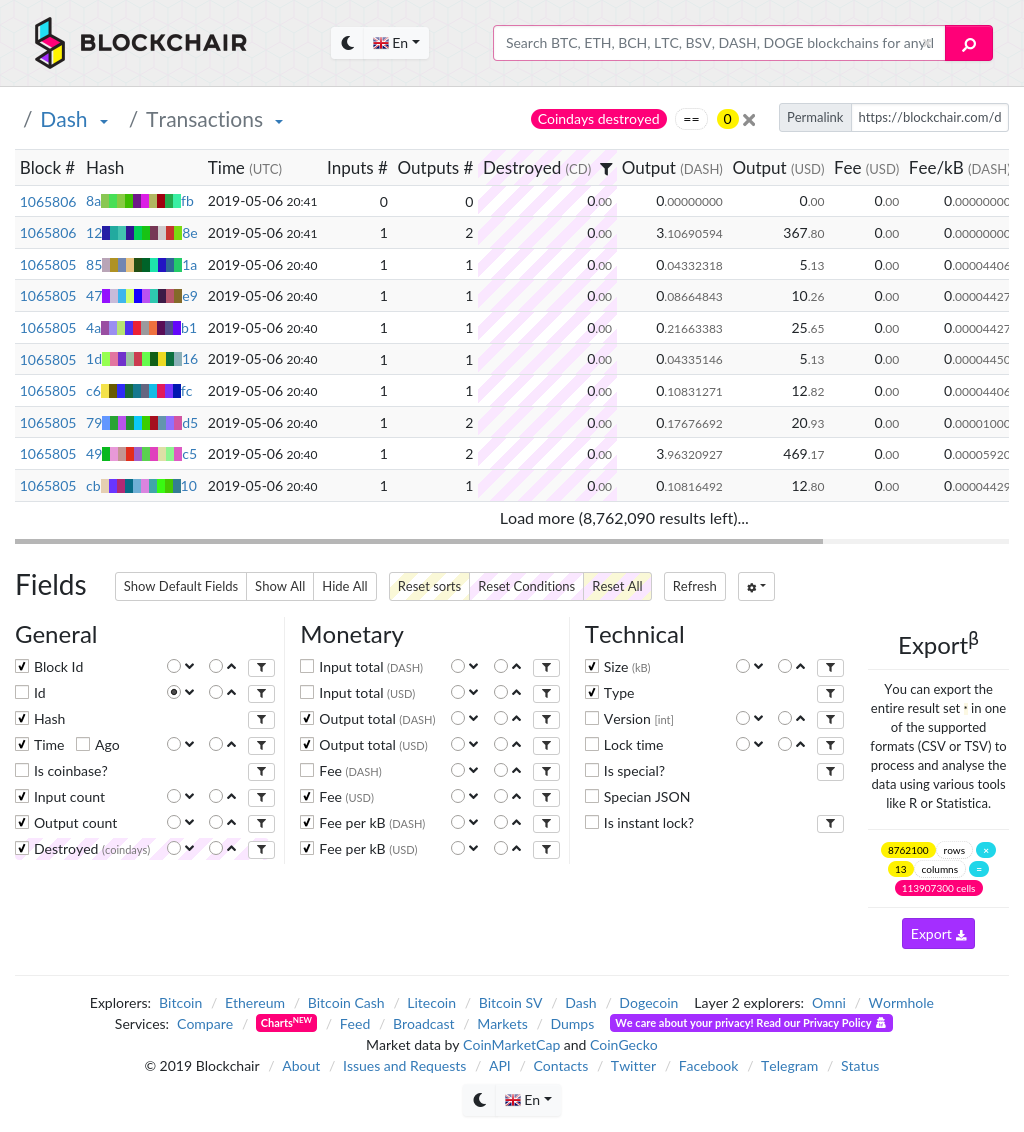 BLOCKCHAIR
En
Search BTC, ETH, BCH, LTC, BSV, DASH, DOGE blockchains for
/ Dash / Transactions
Coindays destroyed == 0
Permalink https://blockchair.com/d
Block # Hash Time (UTC) Inputs # Outputs # Destroyed (CD) Output (DASH) Output (USD) Fee (USD) Fee/kB (DASH)
1065806 8a fb 2019-05-06 20:41 0 0 0.00 0.00000000 0.00 0.00 0.00000000
1065806 12 8e 2019-05-06 20:41 1 2 0.00 3.10690594 367.80 0.00 0.00000000
1065805 85 1a 2019-05-06 20:40 1 1 0.00 0.04332318 5.13 0.00 0.00004406
1065805 47 e9 2019-05-06 20:40 1 1 0.00 0.08664843 10.26 0.00 0.00004427
1065805 4a b1 2019-05-06 20:40 1 1 0.00 0.21663383 25.65 0.00 0.00004427
1065805 1d 16 2019-05-06 20:40 1 1 0.00 0.04335146 5.13 0.00 0.00004450
1065805 c6 fc 2019-05-06 20:40 1 1 0.00 0.10831271 12.82 0.00 0.00004406
1065805 79 d5 2019-05-06 20:40 1 2 0.00 0.17676692 20.93 0.00 0.00001000
1065805 49 c5 2019-05-06 20:40 1 2 0.00 3.96320927 469.17 0.00 0.00005920
1065805 cb 10 2019-05-06 20:40 1 1 0.00 0.10816492 12.80 0.00 0.00004429
Load more (8,762,090 results left)...
Fields
Show Default Fields Show All Hide All Reset sorts Reset Conditions Reset All Refresh
General
Block Id
Id
Hash
Time Ago
Is coinbase?
Input count
Output count
Destroyed (coindays)
Monetary
Input total (DASH)
Input total (USD)
Output total (DASH)
Output total (USD)
Fee (DASH)
Fee (USD)
Fee per kB (DASH)
Fee per kB (USD)
Technical
Size (kB)
Type
Version [int]
Lock time
Is special?
Specian JSON
Is instant lock?
Exportβ
You can export the
entire result set * in one
of the supported
formats (CSV or TSV) to
process and analyse the
data using various tools
like R or Statistica.
8762100 rows ×
13 columns =
113907300 cells
Export
Explorers: Bitcoin / Ethereum / Bitcoin Cash / Litecoin / Bitcoin SV / Dash / Dogecoin Layer 2 explorers: Omni / Wormhole
Services: Compare / Charts NEW / Feed / Broadcast / Markets / Dumps We care about your privacy! Read our Privacy Policy
Market data by CoinMarketCap and CoinGecko
© 2019 Blockchair / About / Issues and Requests / API / Contacts / Twitter / Facebook / Telegram / Status
En